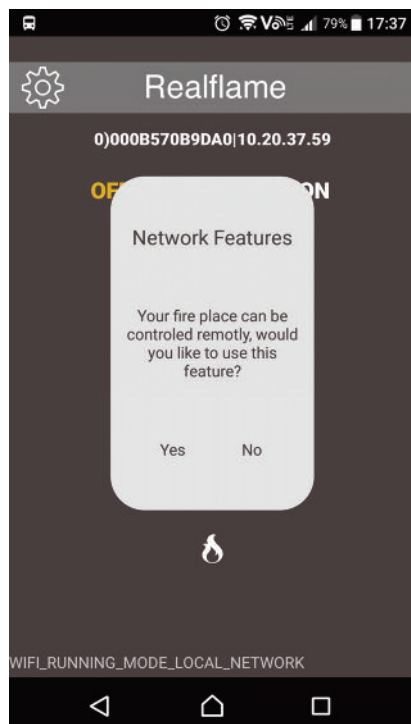 79% 17:37
Realflame
0)000B570B9DA0|10.20.37.59
OF ON
Network Features
Your fire place can be
controled remotly, would
you like to use this
feature?
Yes No
WIFI_RUNNING_MODE_LOCAL_NETWORK